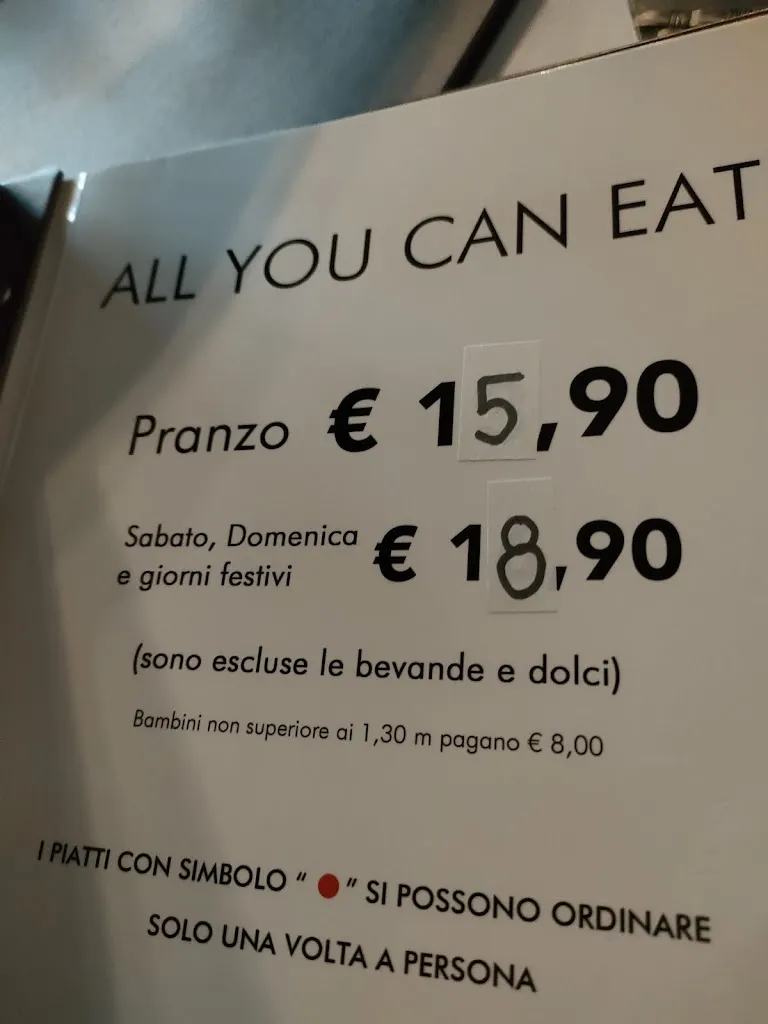 ALL YOU CAN EAT
Pranzo € 15,90
Sabato, Domenica
e giorni festivi € 18,90
(sono escluse le bevande e dolci)
Bambini non superiore ai 1,30 m pagano € 8,00
I PIATTI CON SIMBOLO “ ● ” SI POSSONO ORDINARE
SOLO UNA VOLTA A PERSONA